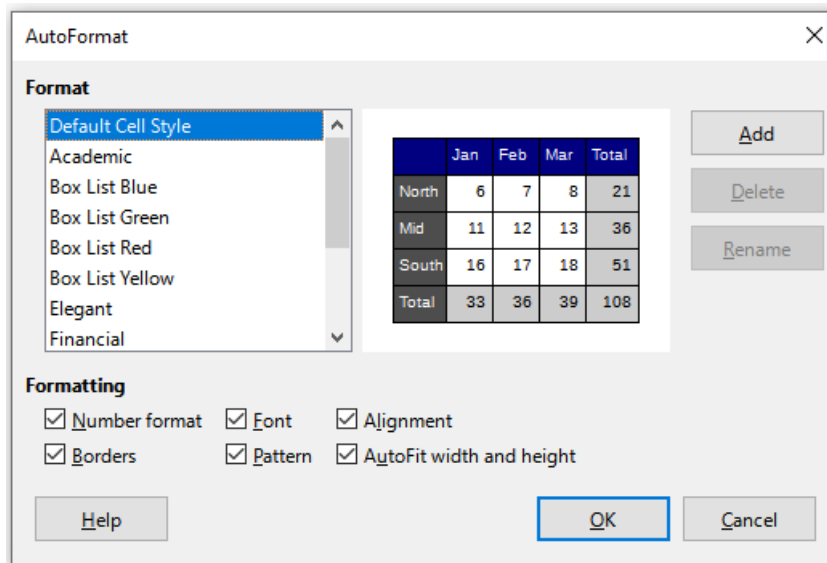 AutoFormat
Format
Default Cell Style
Academic
Box List Blue
Box List Green
Box List Red
Box List Yellow
Elegant
Financial
Jan Feb Mar Total
North 6 7 8 21
Mid 11 12 13 36
South 16 17 18 51
Total 33 36 39 108
Add
Delete
Rename
Formatting
Number format Font Alignment
Borders Pattern AutoFit width and height
Help OK Cancel